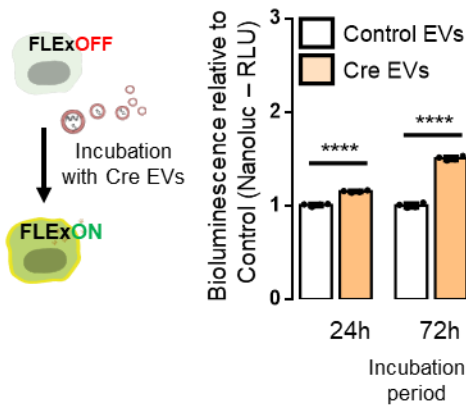 FLExOFF
Incubation
with Cre EVs
FLExON
Bioluminescence relative to
Control (Nanoluc – RLU)
3
2
1
0
Control EVs
Cre EVs
****
****
24h
72h
Incubation
period